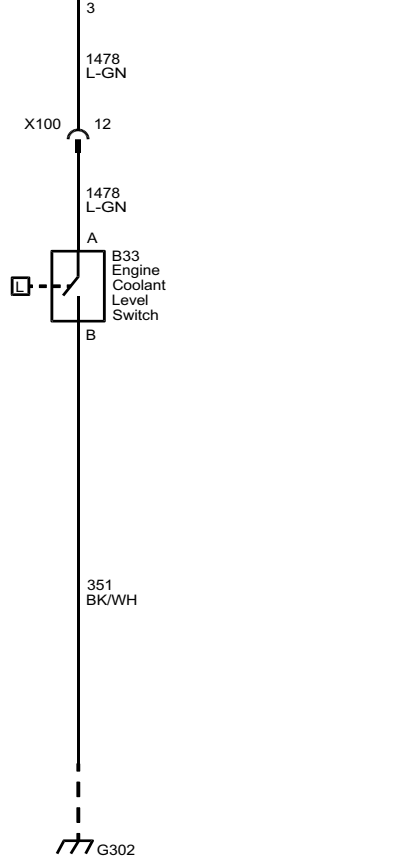 3
1478
L-GN
X100 12
1478
L-GN
A
B33
Engine
Coolant
Level
Switch
L
B
351
BK/WH
G302